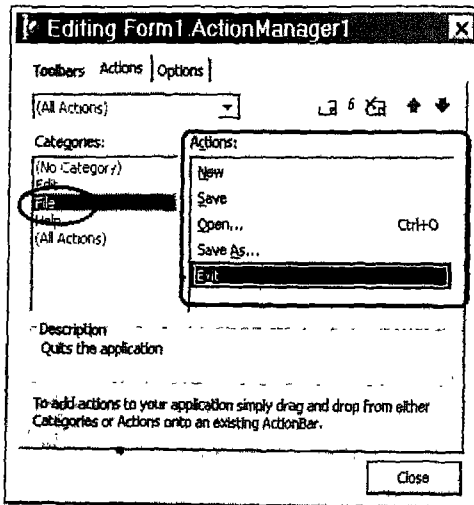 Editing Form1.ActionManager1
Toolbars Actions Options
(All Actions)
Categories: Actions:
(No Category)
Edit
File
Help
(All Actions)
New
Save
Open... Ctrl+O
Save As...
Exit
Description
Quits the application
To add actions to your application simply drag and drop from either
Categories or Actions onto an existing ActionBar.
Close